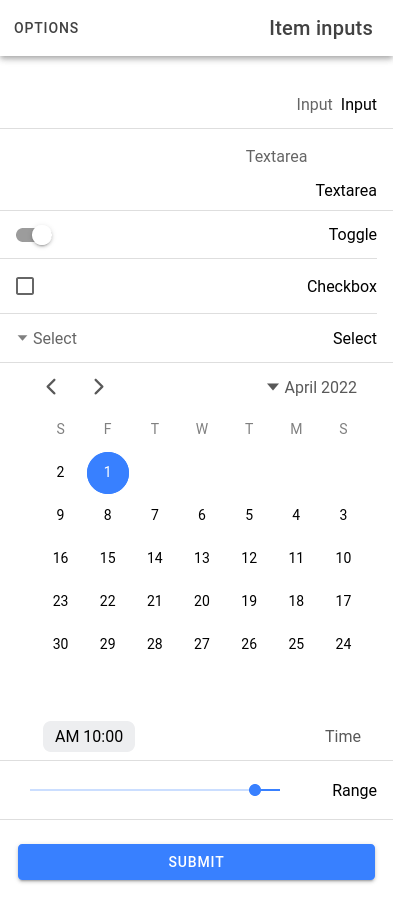 OPTIONS Item inputs
Input Input
Textarea
Textarea
Toggle
Checkbox
Select Select
April 2022
S F T W T M S
2 1
9 8 7 6 5 4 3
16 15 14 13 12 11 10
23 22 21 20 19 18 17
30 29 28 27 26 25 24
AM 10:00 Time
Range
SUBMIT